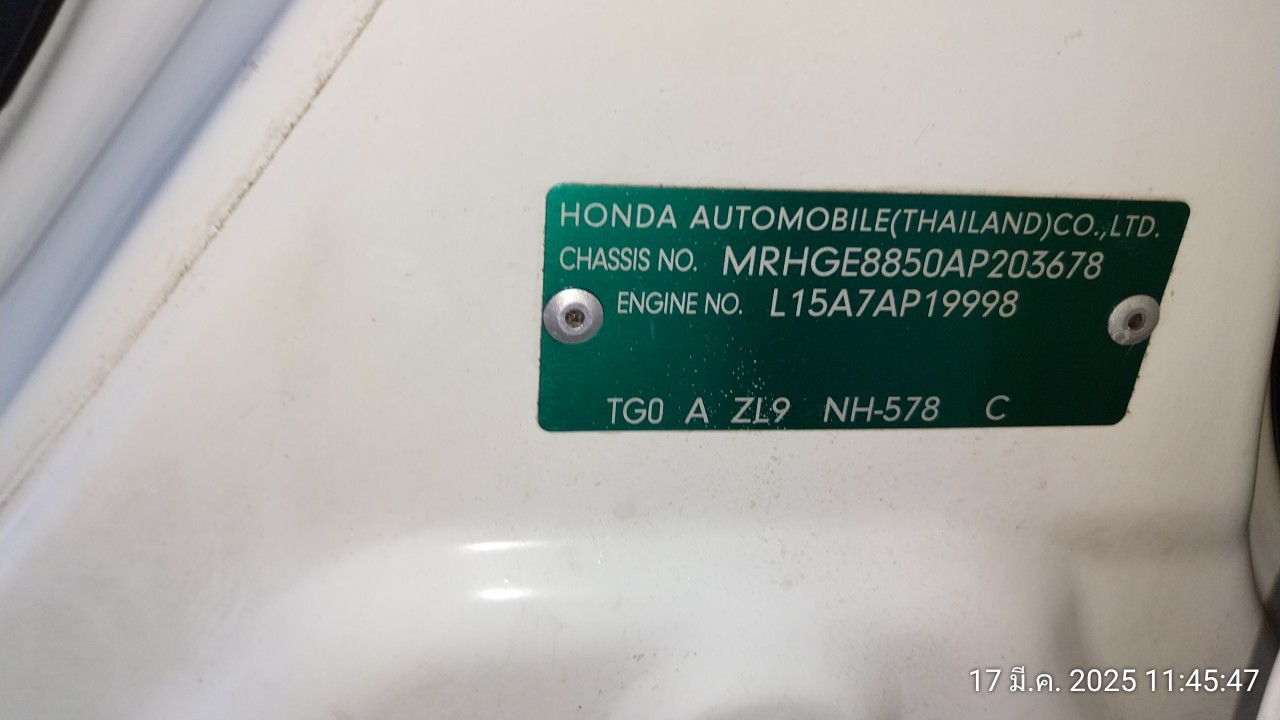 HONDA AUTOMOBILE(THAILAND)CO.,LTD.
CHASSIS NO. MRHGE8850AP203678
ENGINE NO. L15A7AP19998
TG0 A ZL9 NH-578 C
17 มี.ค. 2025 11:45:47